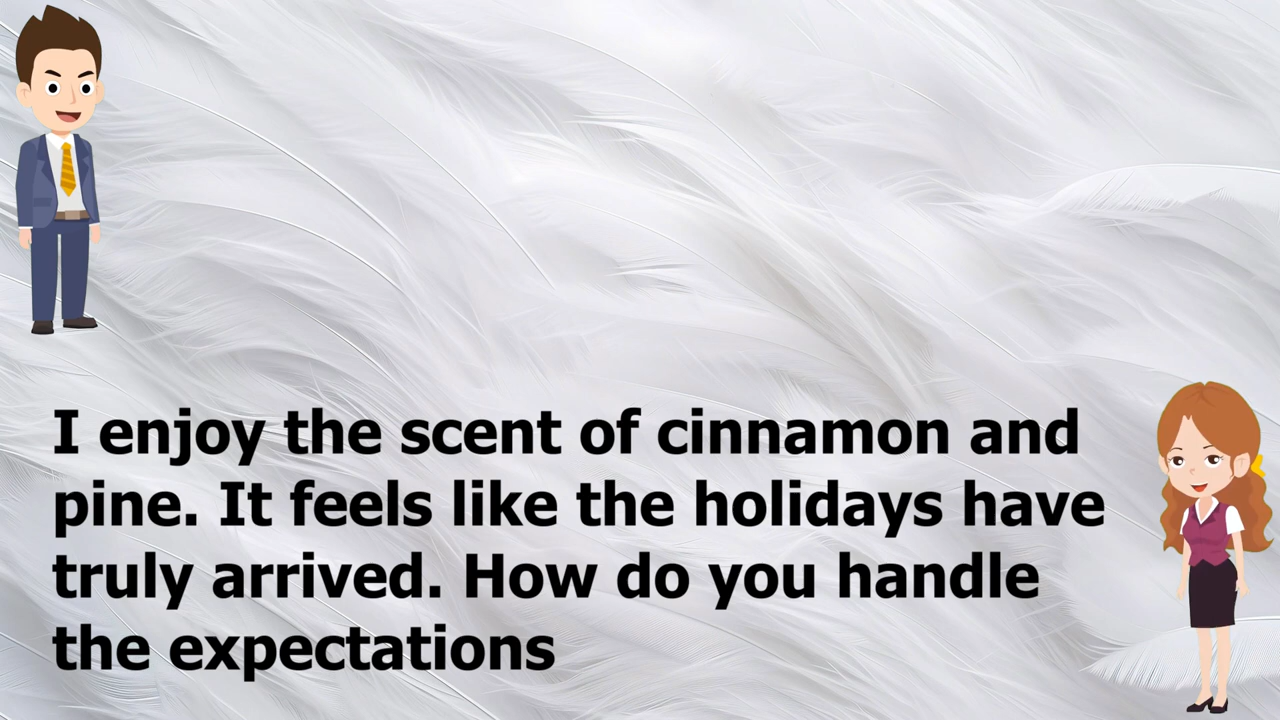 I enjoy the scent of cinnamon and
pine. It feels like the holidays have
truly arrived. How do you handle
the expectations